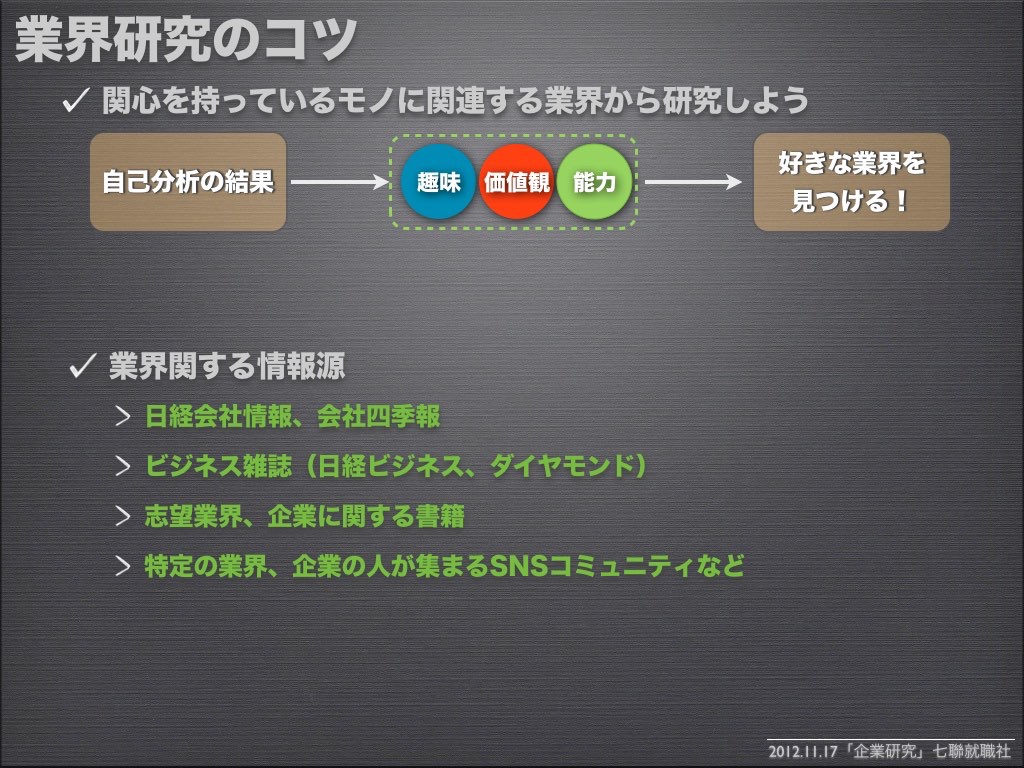 業界研究のコツ
関心を持っているモノに関連する業界から研究しよう
自己分析の結果
趣味
価値観
能力
好きな業界を
見つける！
業界関する情報源
日経会社情報、会社四季報
ビジネス雑誌（日経ビジネス、ダイヤモンド）
志望業界、企業に関する書籍
特定の業界、企業の人が集まるSNSコミュニティなど
2012.11.17「企業研究」七聯就職社